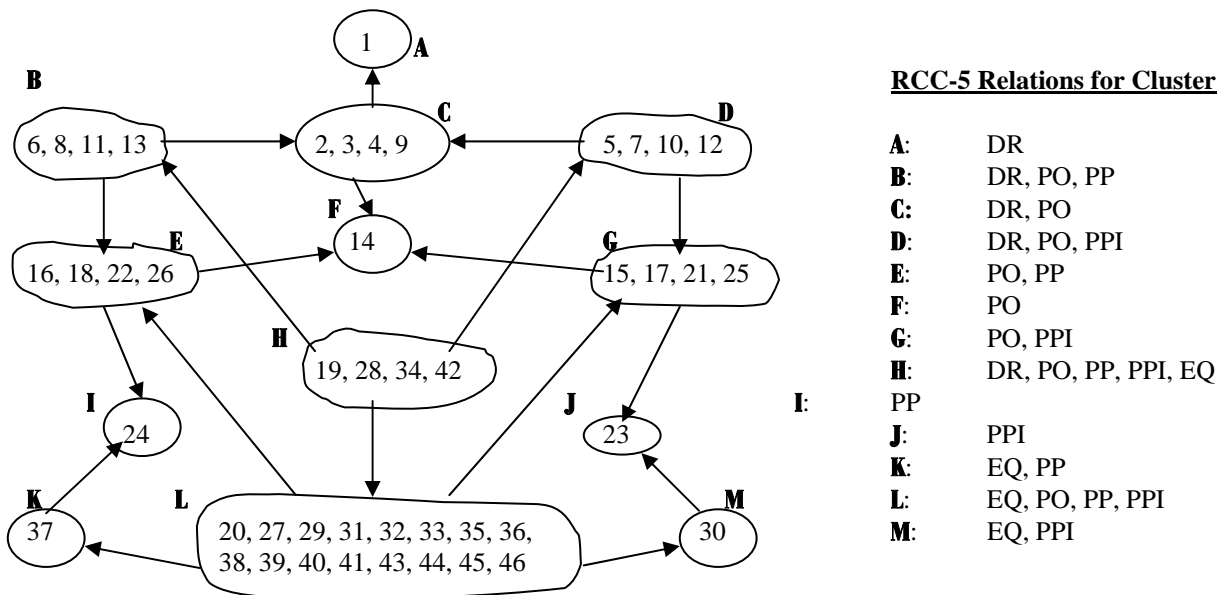 1
A
B
C
D
6, 8, 11, 13
2, 3, 4, 9
5, 7, 10, 12
F
E
14
G
16, 18, 22, 26
15, 17, 21, 25
H
19, 28, 34, 42
I
J
24
23
K
L
M
37
20, 27, 29, 31, 32, 33, 35, 36,
38, 39, 40, 41, 43, 44, 45, 46
30
RCC-5 Relations for Cluster
A: DR
B: DR, PO, PP
C: DR, PO
D: DR, PO, PPI
E: PO, PP
F: PO
G: PO, PPI
H: DR, PO, PP, PPI, EQ
I: PP
J: PPI
K: EQ, PP
L: EQ, PO, PP, PPI
M: EQ, PPI